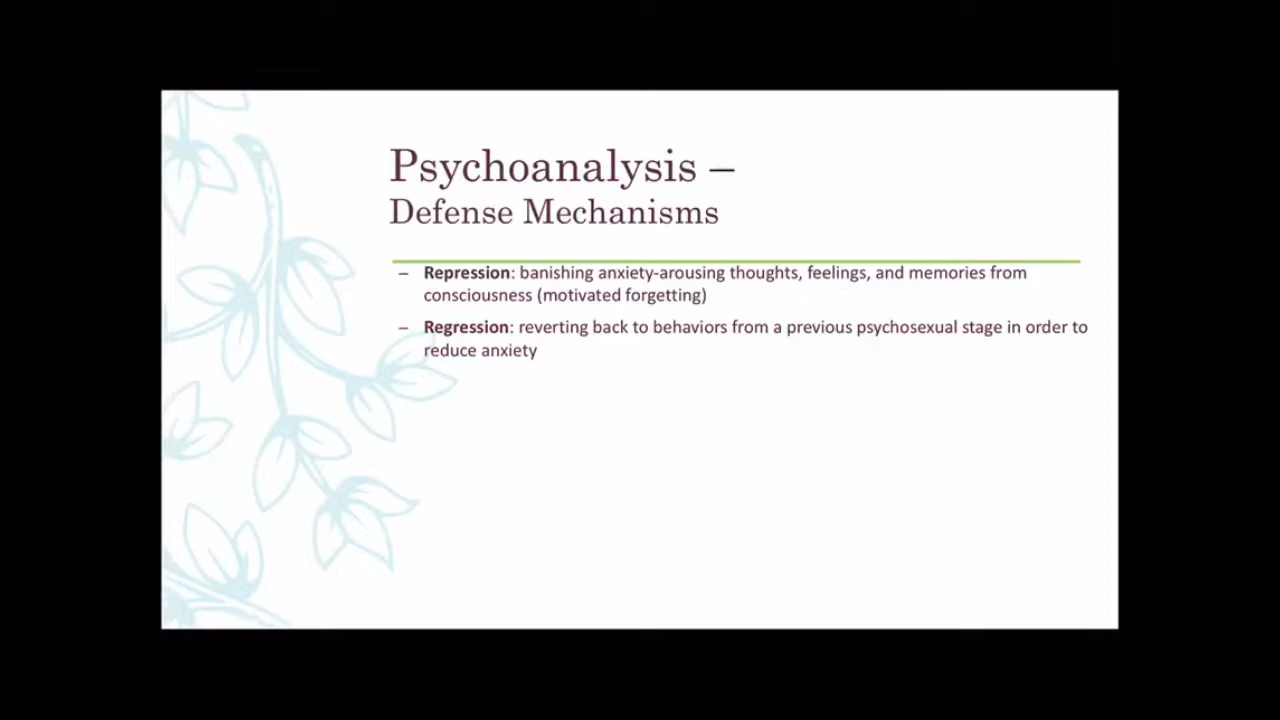 Psychoanalysis –
Defense Mechanisms
– Repression: banishing anxiety-arousing thoughts, feelings, and memories from
consciousness (motivated forgetting)
– Regression: reverting back to behaviors from a previous psychosexual stage in order to
reduce anxiety